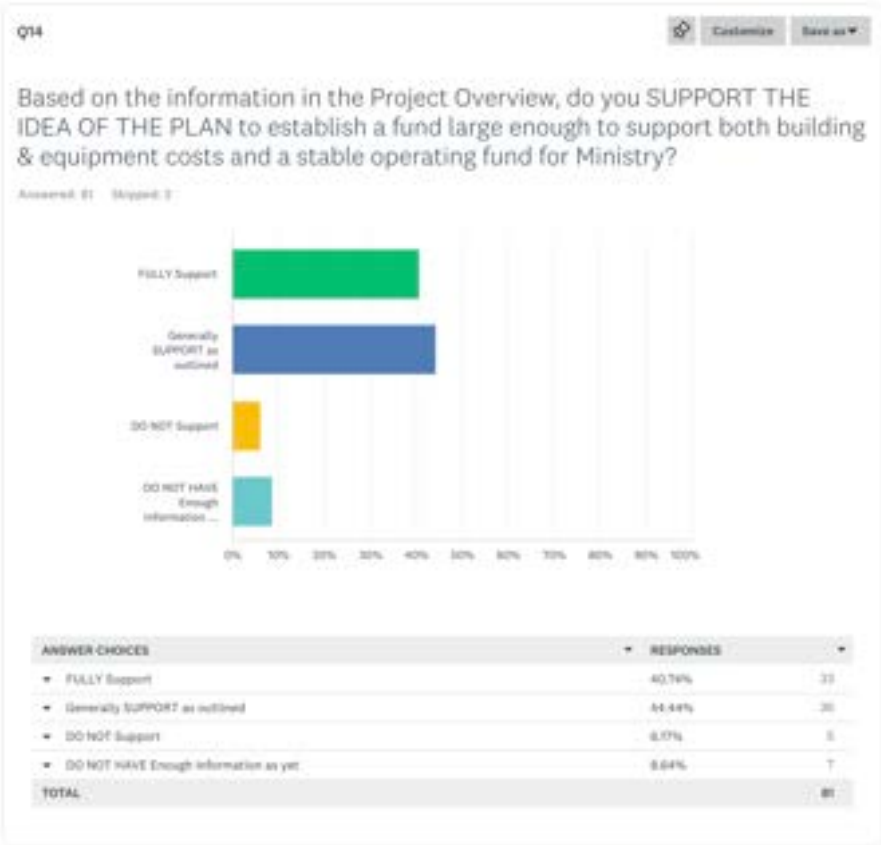 Q14
Customize Save as
Based on the information in the Project Overview, do you SUPPORT THE
IDEA OF THE PLAN to establish a fund large enough to support both building
& equipment costs and a stable operating fund for Ministry?
Answered: 81 Skipped: 3
FULLY Support
Generally
SUPPORT as
outlined
DO NOT Support
DO NOT HAVE
Enough
Information ...
0% 10% 20% 30% 40% 50% 60% 70% 80% 90% 100%
ANSWER CHOICES RESPONSES
FULLY Support 40.74% 33
Generally SUPPORT as outlined 44.44% 36
DO NOT Support 6.17% 5
DO NOT HAVE Enough Information as yet 8.64% 7
TOTAL 81